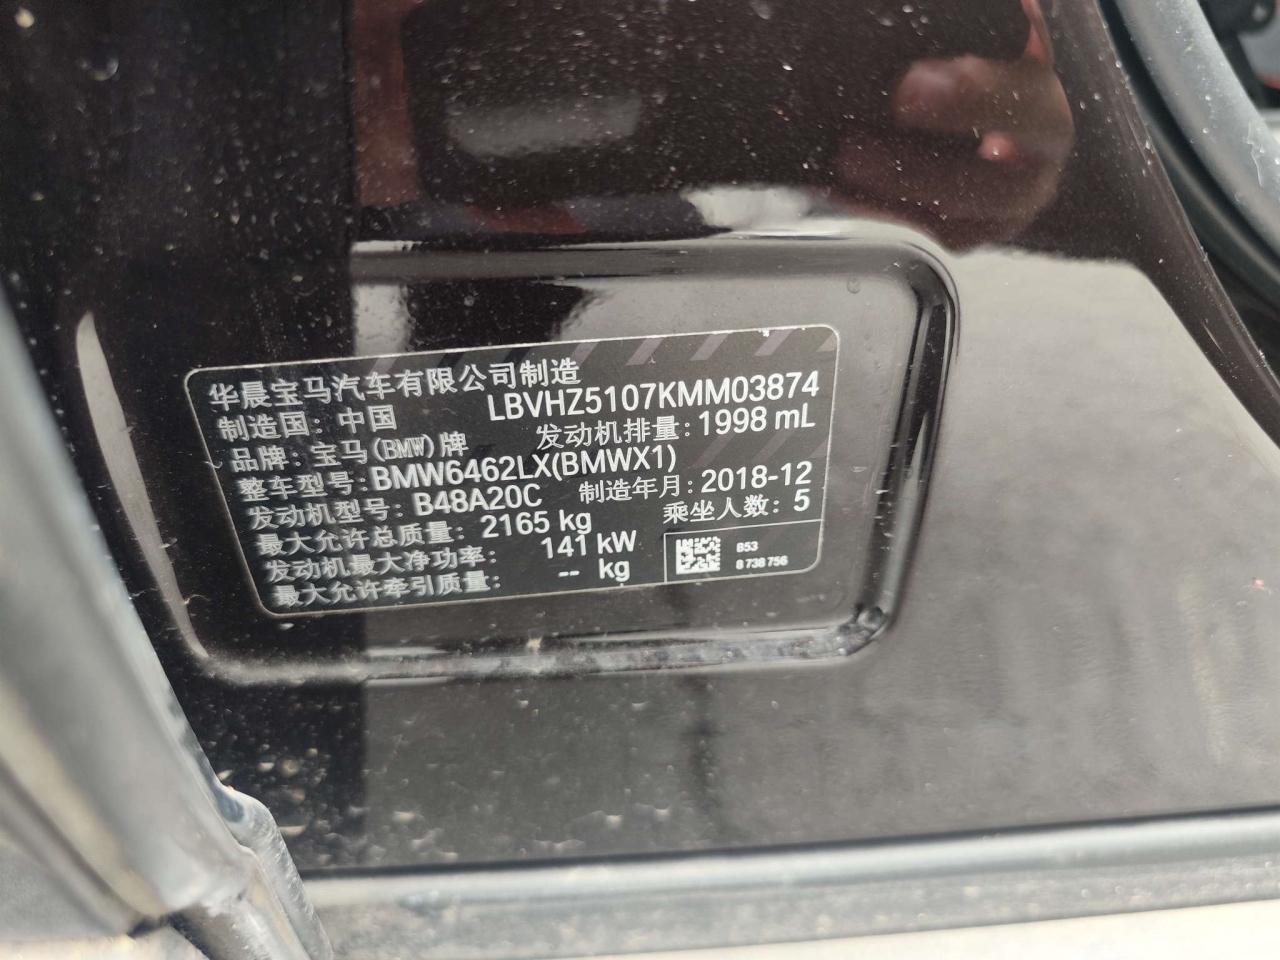 华晨宝马汽车有限公司制造
制造国: 中国 LBVHZ5107KMM03874
品牌: 宝马(BMW)牌 发动机排量: 1998 mL
整车型号: BMW6462LX(BMWX1)
发动机型号: B48A20C 制造年月: 2018-12
最大允许总质量: 2165 kg 乘坐人数: 5
发动机最大净功率: 141 kW
最大允许牵引质量: -- kg
853
8 738 756